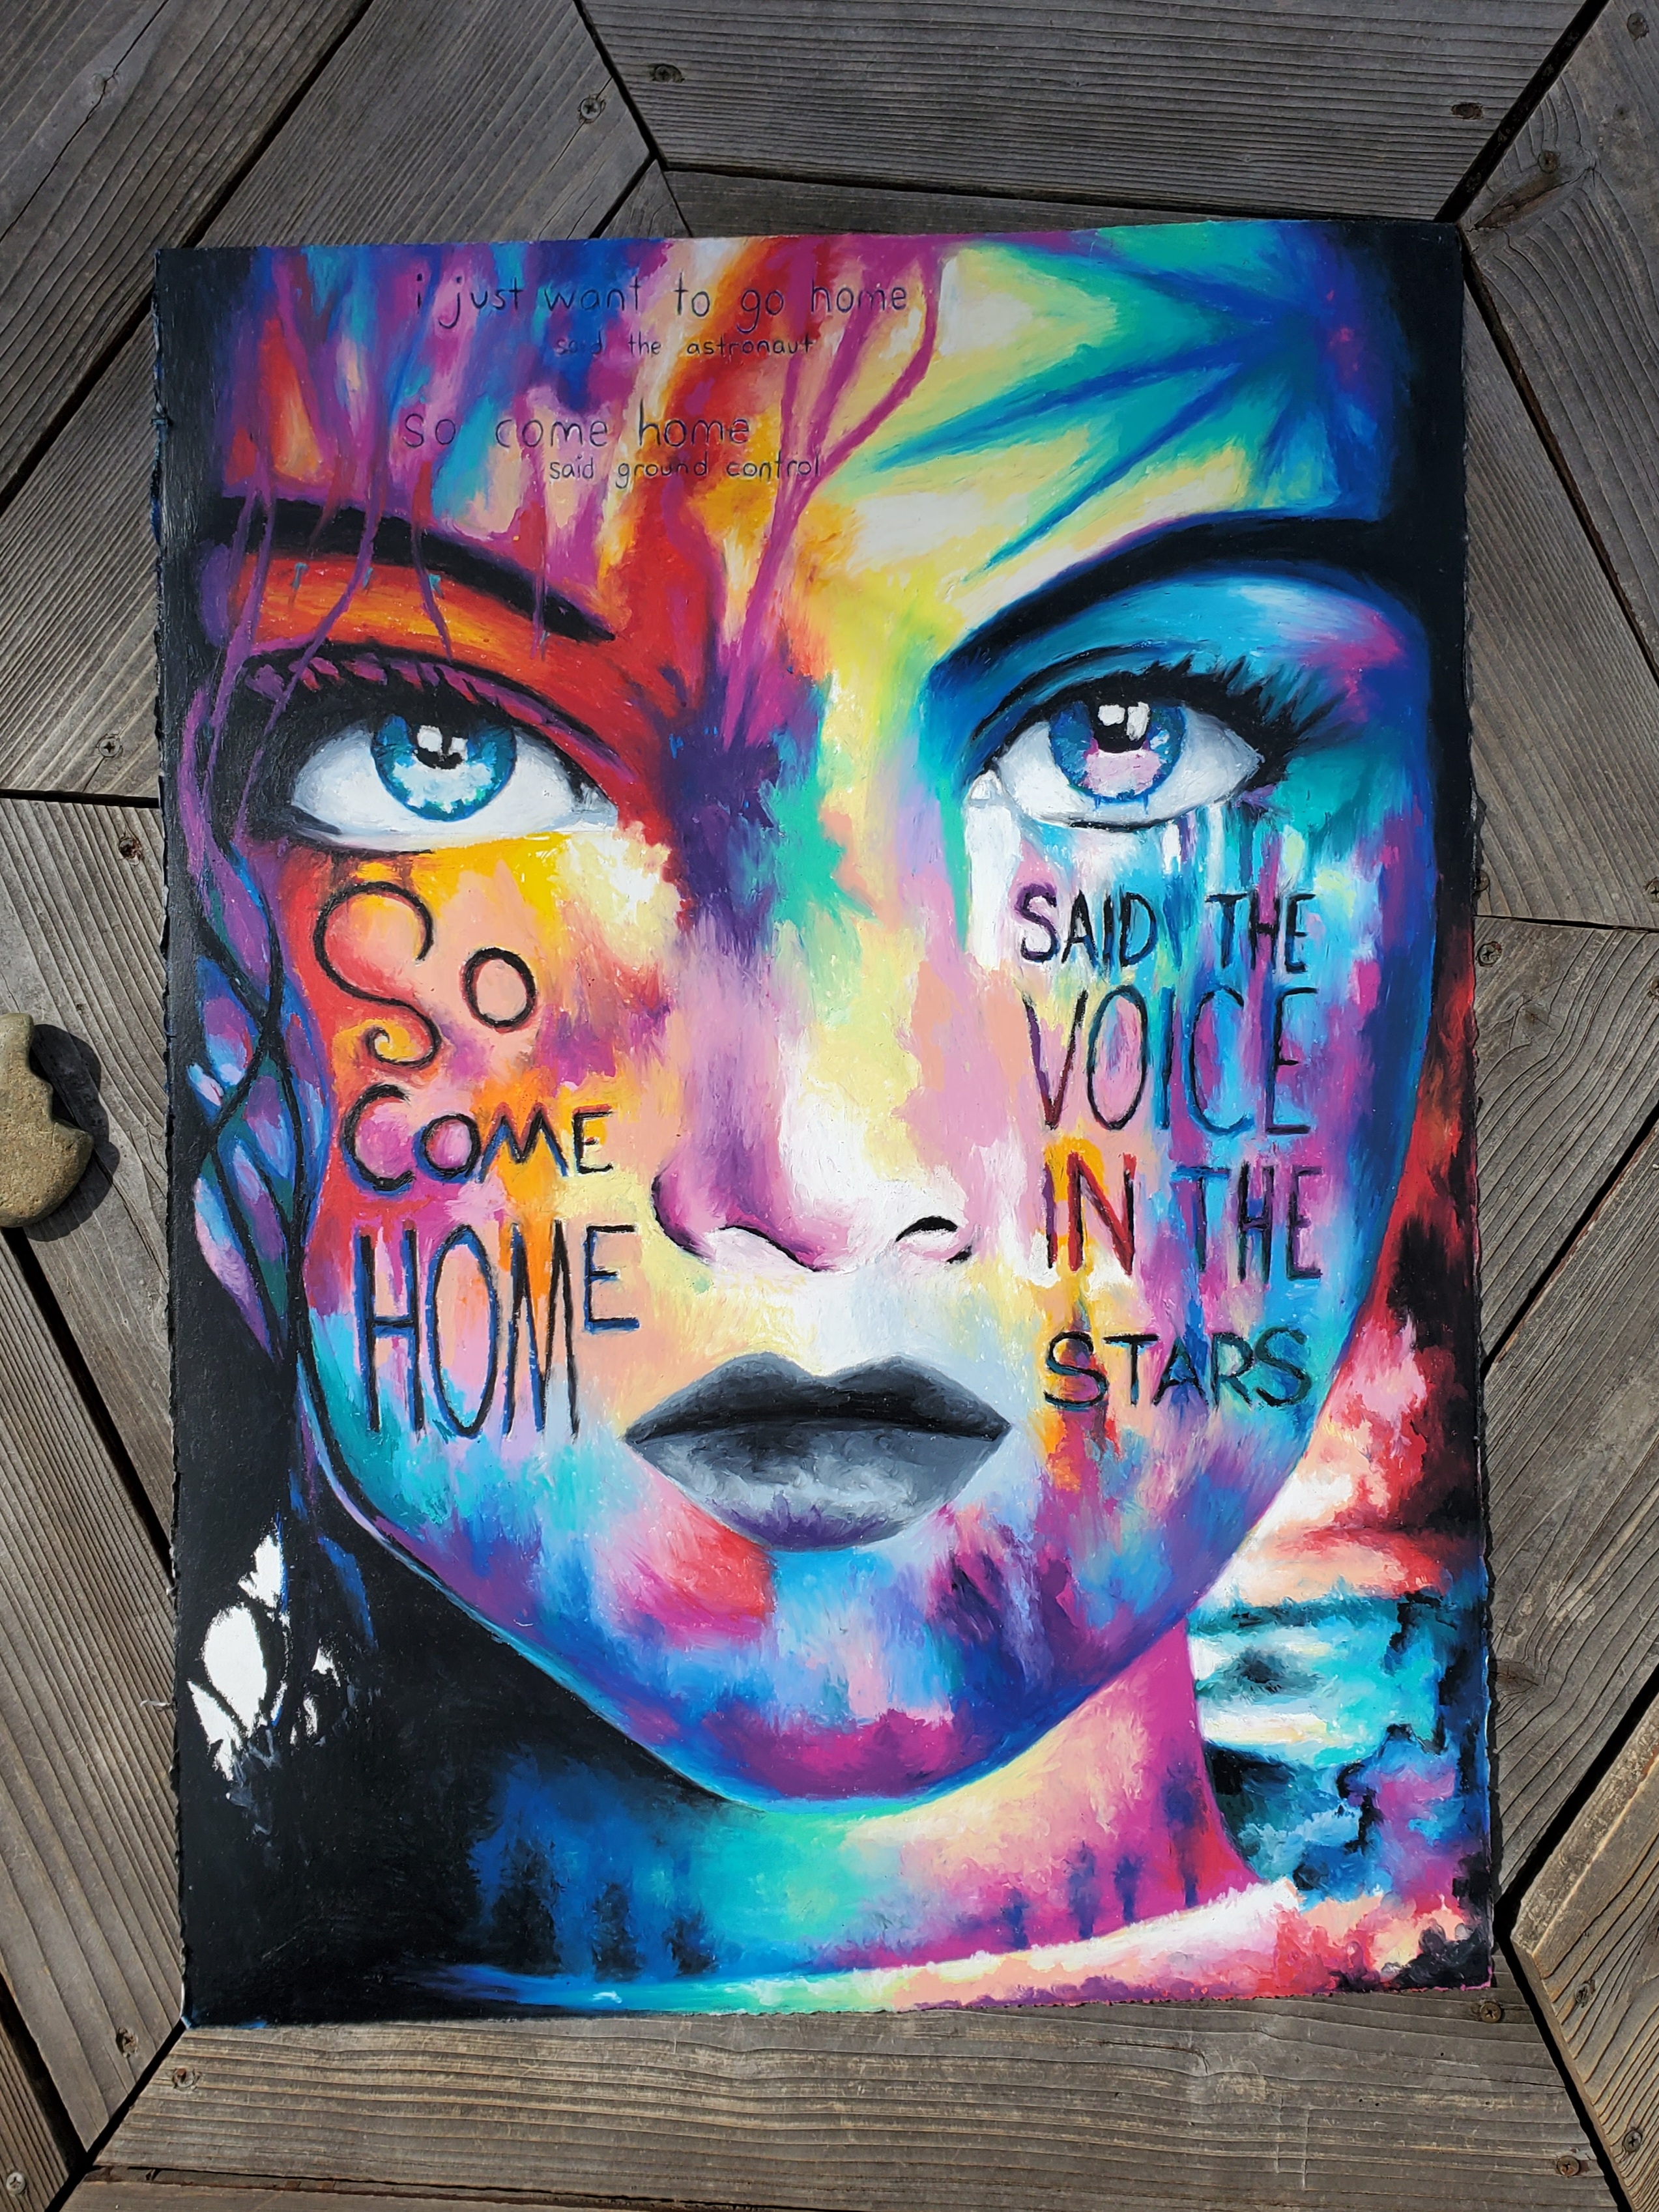 i just want to go home
said the astronaut
so come home
said ground control
So
COME
HOME
SAID THE
VOICE
IN THE
STARS